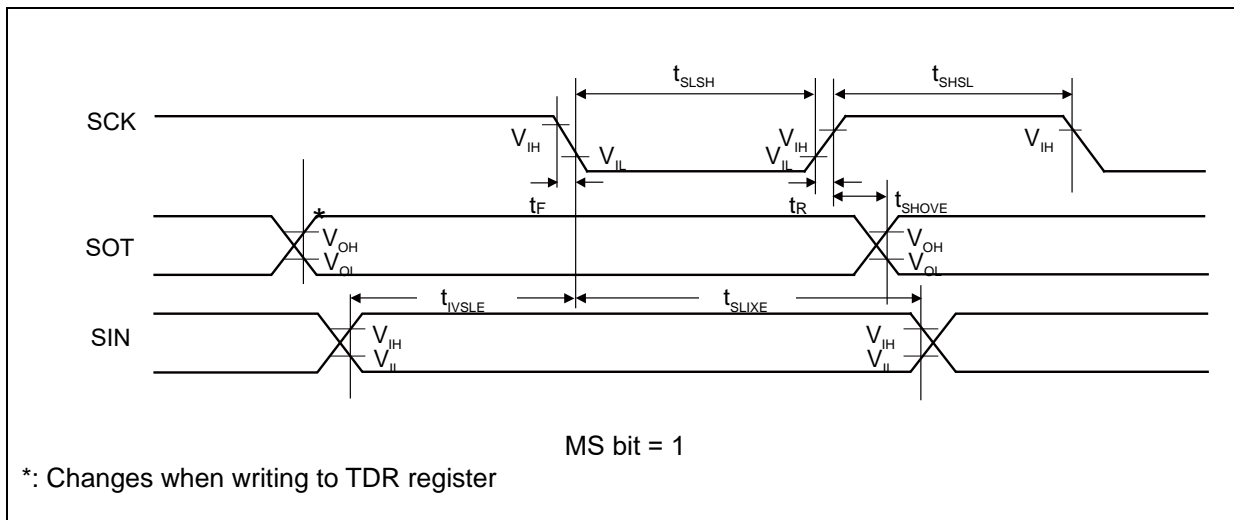 tSLSH
tSHSL
SCK
VIH
VIL
VIH
VIL
VIH
tF
tR
tSHOVE
*
SOT
VOH
VOL
VOH
VOL
tIVSLE
tSLIXE
SIN
VIH
VIL
VIH
VIL
MS bit = 1
*: Changes when writing to TDR register